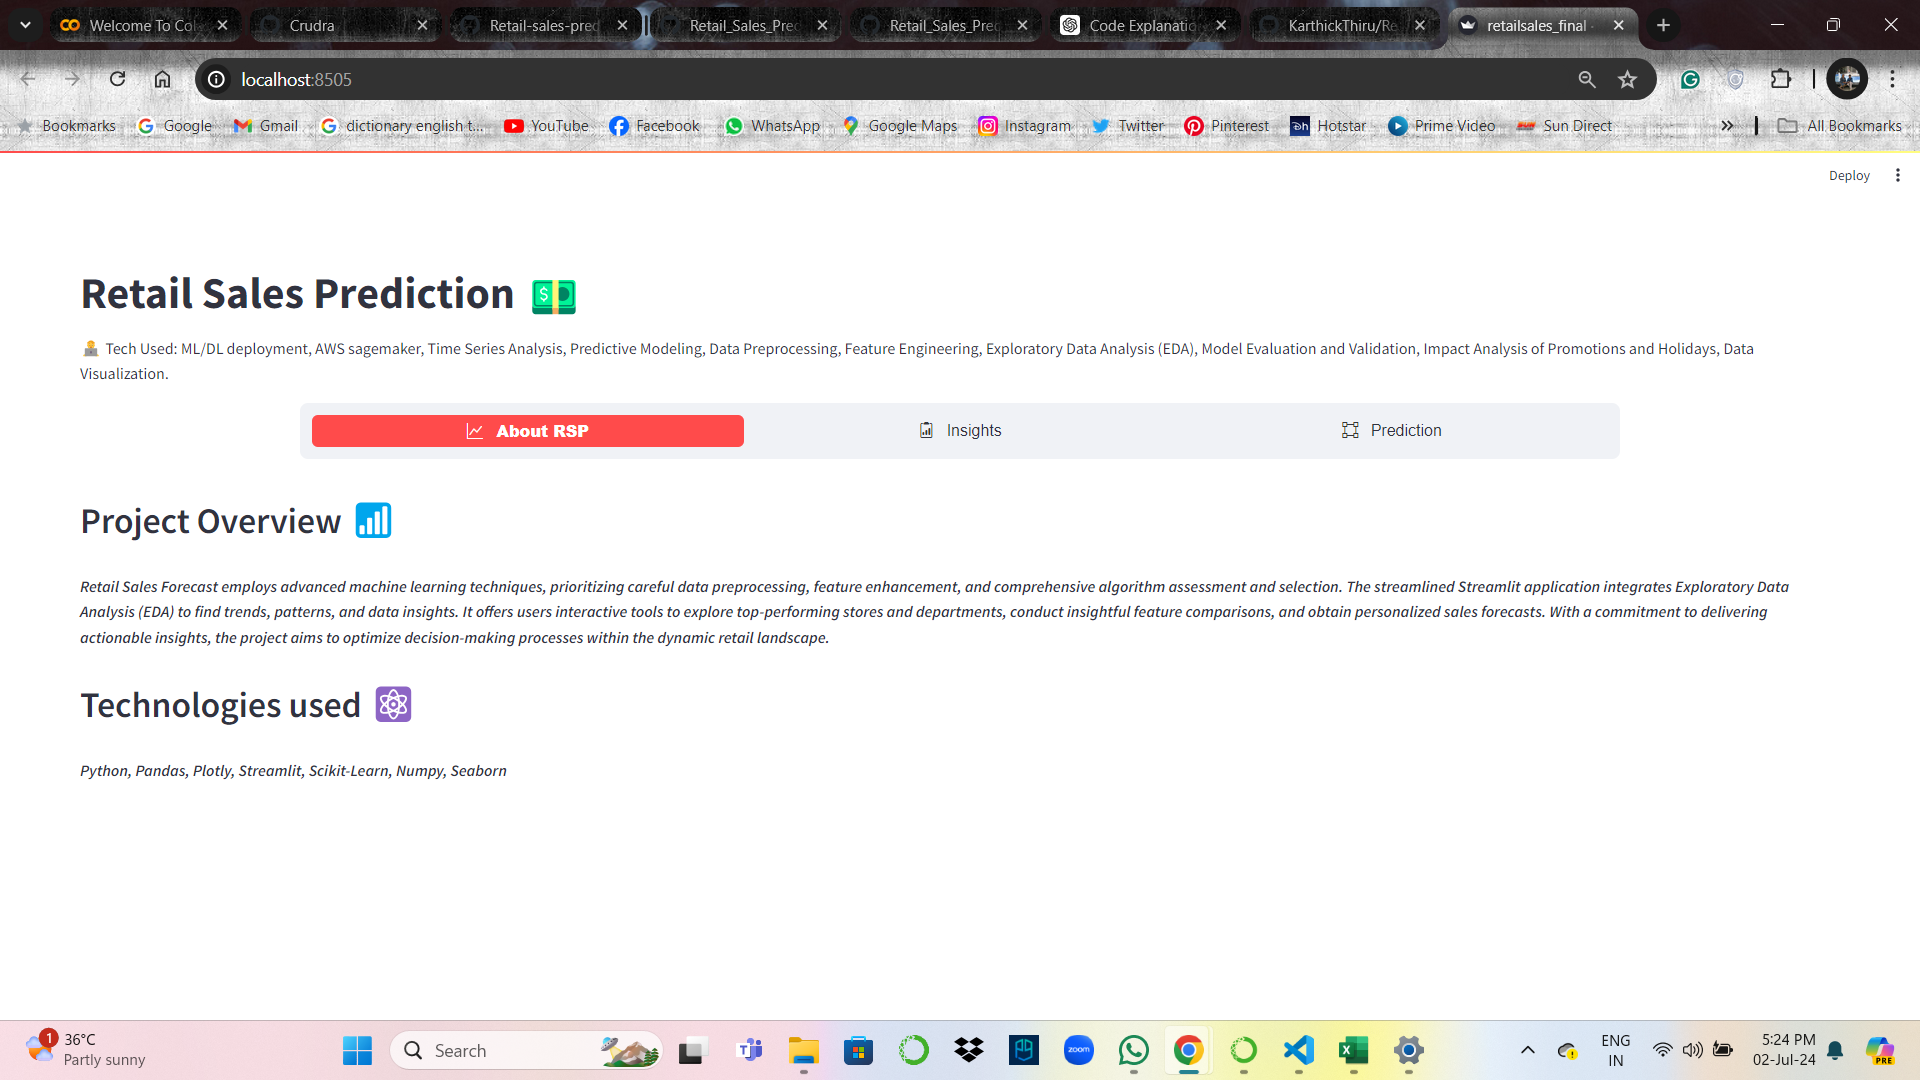 Welcome To Col
Crudra
Retail-sales-pred
Retail_Sales_Pred
Retail_Sales_Pred
Code Explanatio
KarthickThiru/Re
retailsales_final
localhost:8505
Bookmarks
Google
Gmail
dictionary english t...
YouTube
Facebook
WhatsApp
Google Maps
Instagram
Twitter
Pinterest
Hotstar
Prime Video
Sun Direct
All Bookmarks
Deploy
Retail Sales Prediction
Tech Used: ML/DL deployment, AWS sagemaker, Time Series Analysis, Predictive Modeling, Data Preprocessing, Feature Engineering, Exploratory Data Analysis (EDA), Model Evaluation and Validation, Impact Analysis of Promotions and Holidays, Data
Visualization.
About RSP
Insights
Prediction
Project Overview
Retail Sales Forecast employs advanced machine learning techniques, prioritizing careful data preprocessing, feature enhancement, and comprehensive algorithm assessment and selection. The streamlined Streamlit application integrates Exploratory Data
Analysis (EDA) to find trends, patterns, and data insights. It offers users interactive tools to explore top-performing stores and departments, conduct insightful feature comparisons, and obtain personalized sales forecasts. With a commitment to delivering
actionable insights, the project aims to optimize decision-making processes within the dynamic retail landscape.
Technologies used
Python, Pandas, Plotly, Streamlit, Scikit-Learn, Numpy, Seaborn
1
36°C
Partly sunny
Search
zoom
ENG
IN
5:24 PM
02-Jul-24
PRE